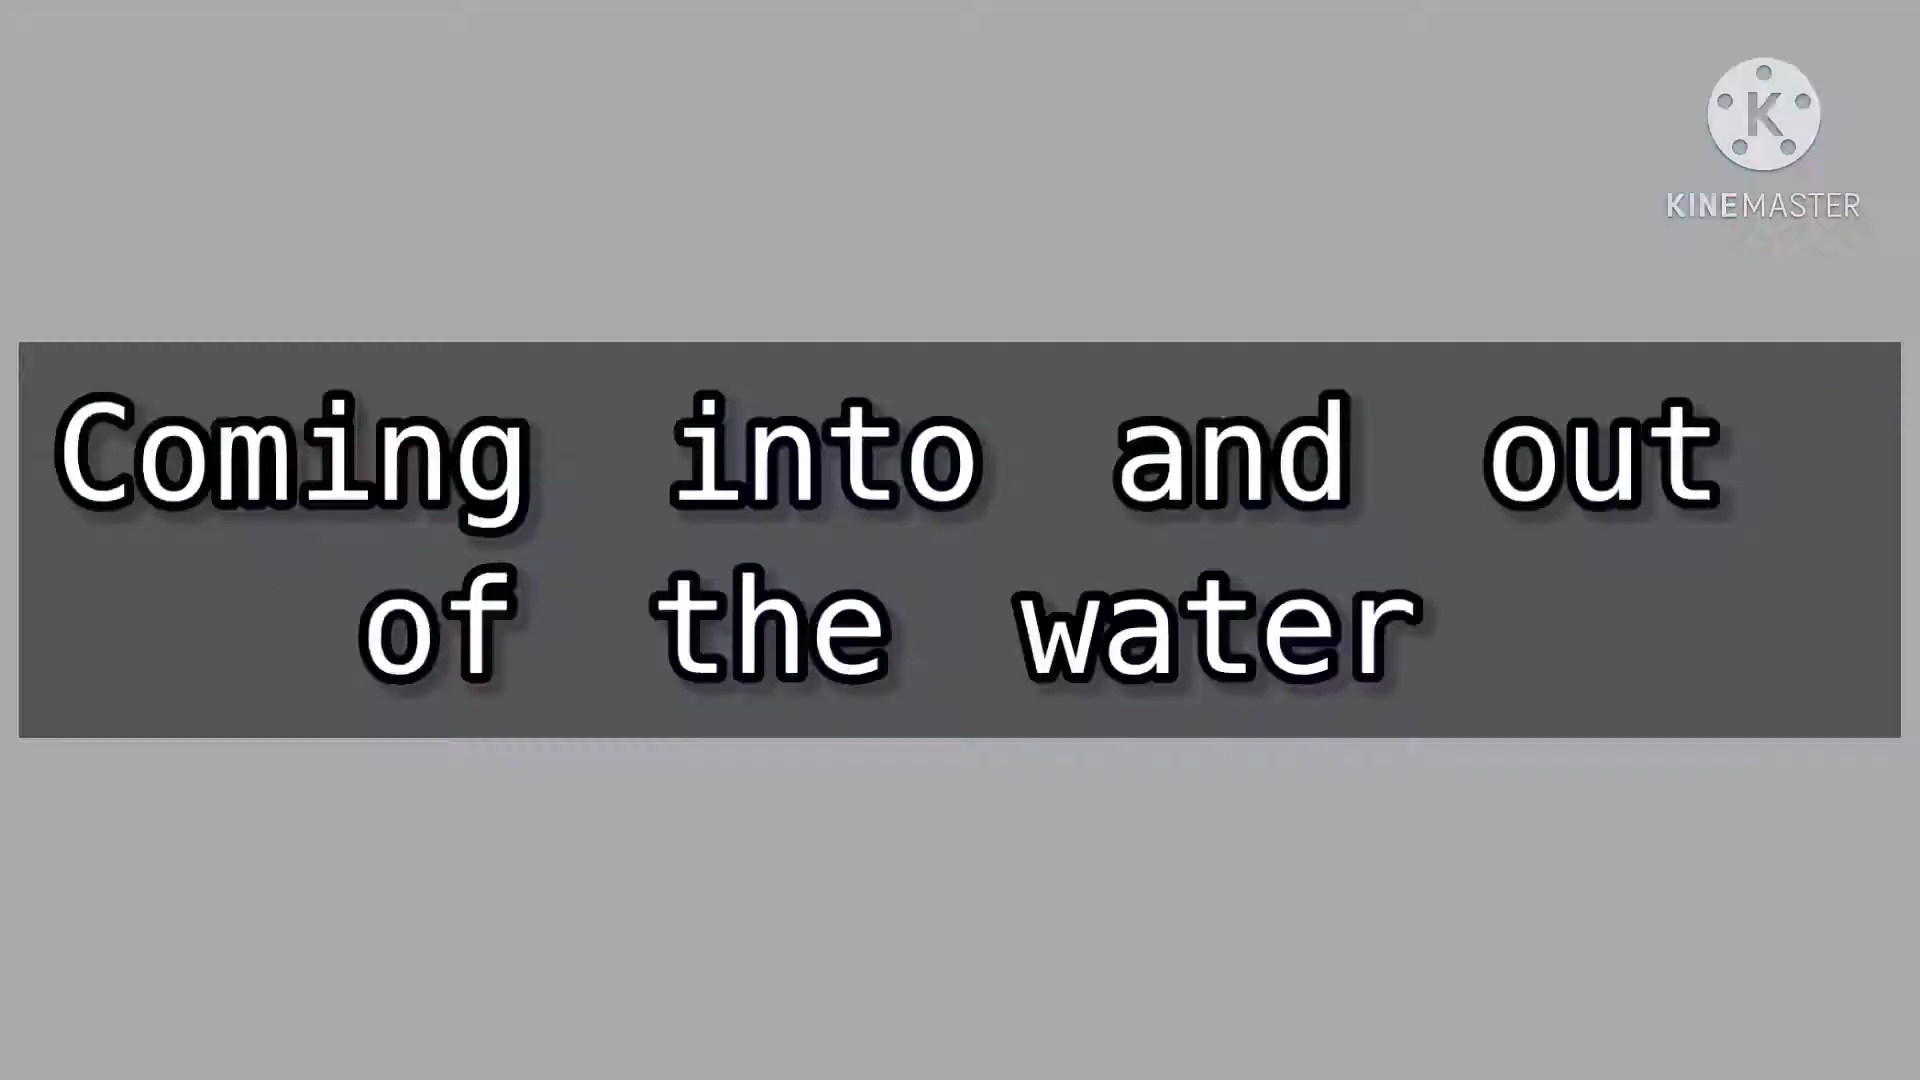 K
KINEMASTER
Coming into and out
of the water